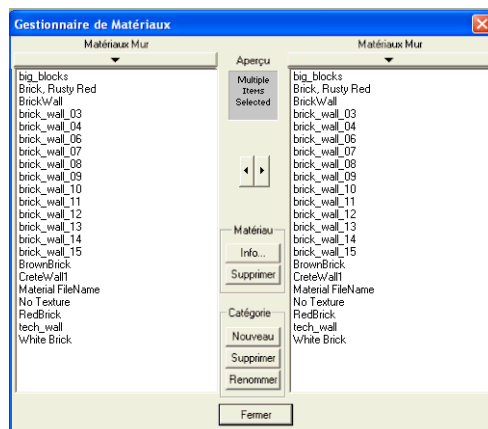 Gestionnaire de Matériaux
Matériaux Mur
big_blocks
Brick, Rusty Red
BrickWall
brick_wall_03
brick_wall_04
brick_wall_06
brick_wall_07
brick_wall_08
brick_wall_09
brick_wall_10
brick_wall_11
brick_wall_12
brick_wall_13
brick_wall_14
brick_wall_15
BrownBrick
CreteWall1
Material FileName
No Texture
RedBrick
tech_wall
White Brick
Aperçu
Multiple
Items
Selected
Matériau
Info...
Supprimer
Catégorie
Nouveau
Supprimer
Renommer
Fermer
Matériaux Mur
big_blocks
Brick, Rusty Red
BrickWall
brick_wall_03
brick_wall_04
brick_wall_06
brick_wall_07
brick_wall_08
brick_wall_09
brick_wall_10
brick_wall_11
brick_wall_12
brick_wall_13
brick_wall_14
brick_wall_15
BrownBrick
CreteWall1
Material FileName
No Texture
RedBrick
tech_wall
White Brick